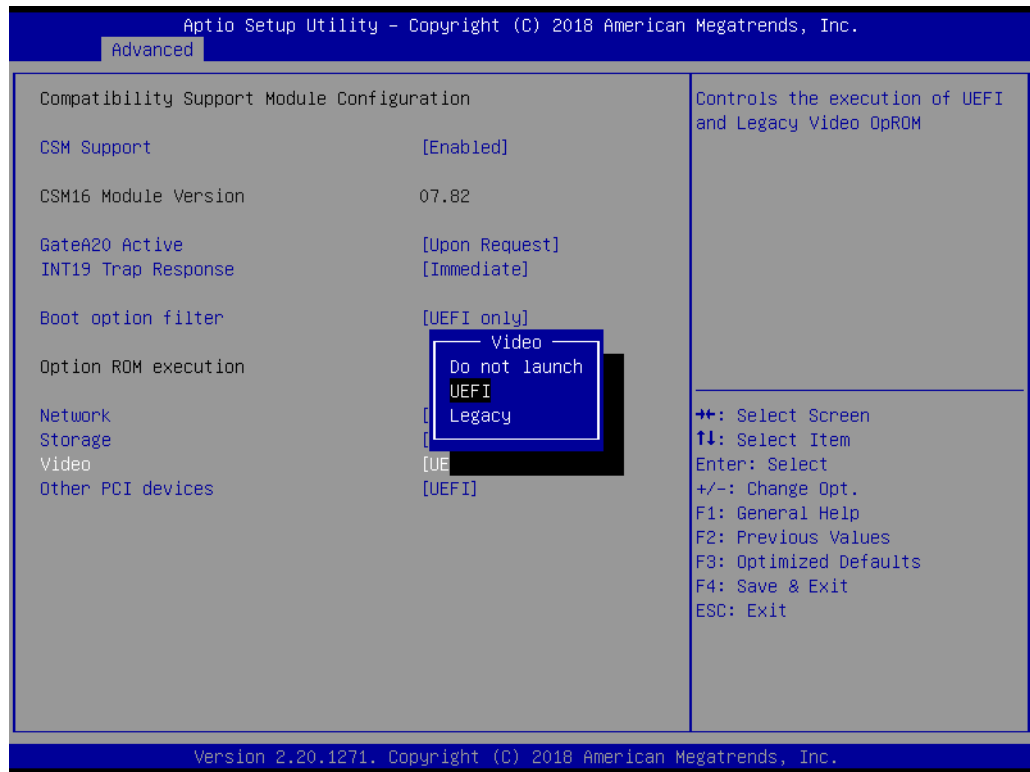 Aptio Setup Utility – Copyright (C) 2018 American Megatrends, Inc.
Advanced
Compatibility Support Module Configuration
CSM Support [Enabled]
CSM16 Module Version 07.82
GateA20 Active [Upon Request]
INT19 Trap Response [Immediate]
Boot option filter [UEFI only]
Option ROM execution
Network [
Storage [
Video [UE
Other PCI devices [UEFI]
Video
Do not launch
UEFI
Legacy
Controls the execution of UEFI
and Legacy Video OpROM
→←: Select Screen
↑↓: Select Item
Enter: Select
+/-: Change Opt.
F1: General Help
F2: Previous Values
F3: Optimized Defaults
F4: Save & Exit
ESC: Exit
Version 2.20.1271. Copyright (C) 2018 American Megatrends, Inc.